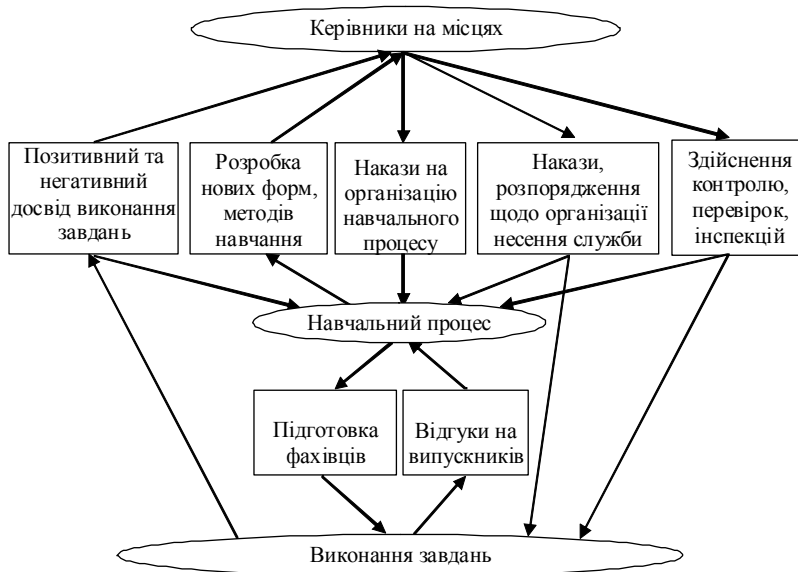 Керівники на місцях
Позитивний та
негативний
досвід виконання
завдань
Розробка
нових форм,
методів
навчання
Накази на
організацію
навчального
процесу
Накази,
розпорядження
щодо організації
несення служби
Здійснення
контролю,
перевірок,
інспекцій
Навчальний процес
Підготовка
фахівців
Відгуки на
випускників
Виконання завдань